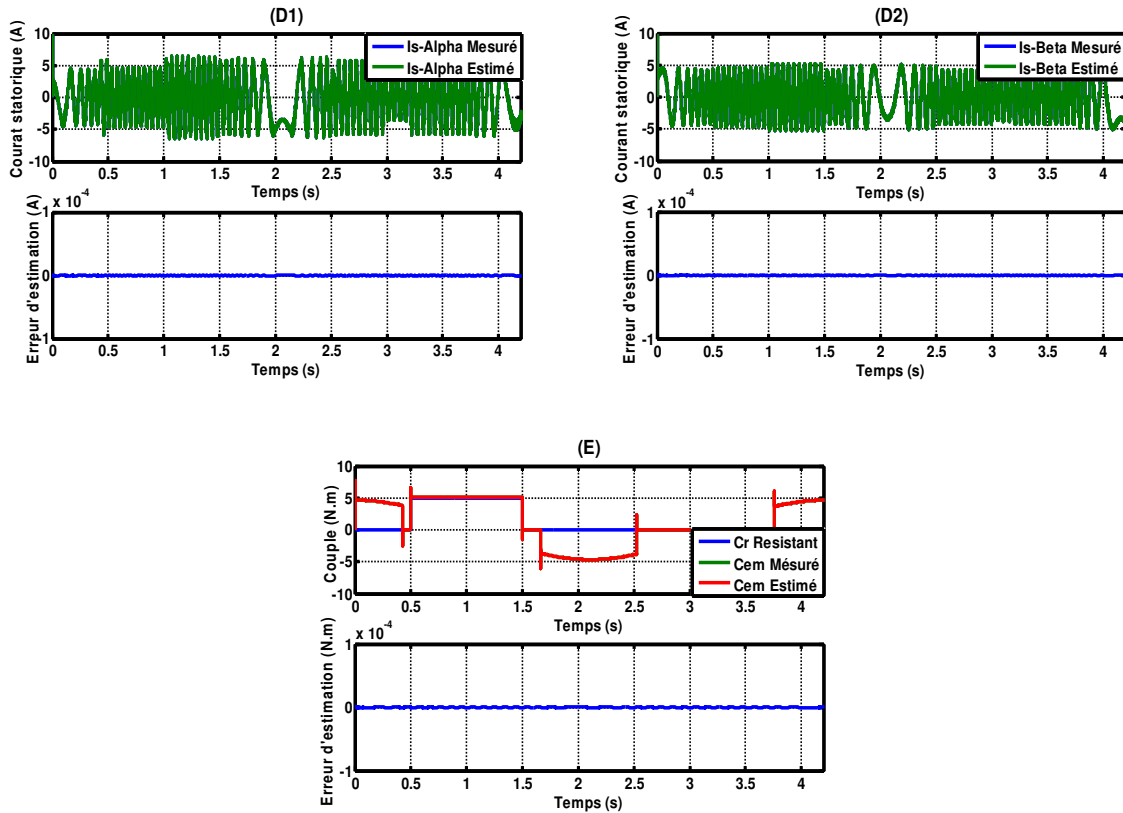 (D1)
Courat statorique (A)
10
5
0
-5
-10
Is-Alpha Mesuré
Is-Alpha Estimé
0 0.5 1 1.5 2 2.5 3 3.5 4
Temps (s)
Erreur d'estimation (A)
x 10-4
1
0
-1
0 0.5 1 1.5 2 2.5 3 3.5 4
Temps (s)
(D2)
Courant statorique (A)
10
5
0
-5
-10
Is-Beta Mesuré
Is-Beta Estimé
0 0.5 1 1.5 2 2.5 3 3.5 4
Temps (s)
Erreur d'estimation (A)
x 10-4
1
0
-1
0 0.5 1 1.5 2 2.5 3 3.5 4
Temps (s)
(E)
Couple (N.m)
10
5
0
-5
-10
Cr Resistant
Cem Mésuré
Cem Estimé
0 0.5 1 1.5 2 2.5 3 3.5 4
Temps (s)
Erreur d'estimation (N.m)
x 10-4
1
0
-1
0 0.5 1 1.5 2 2.5 3 3.5 4
Temps (s)